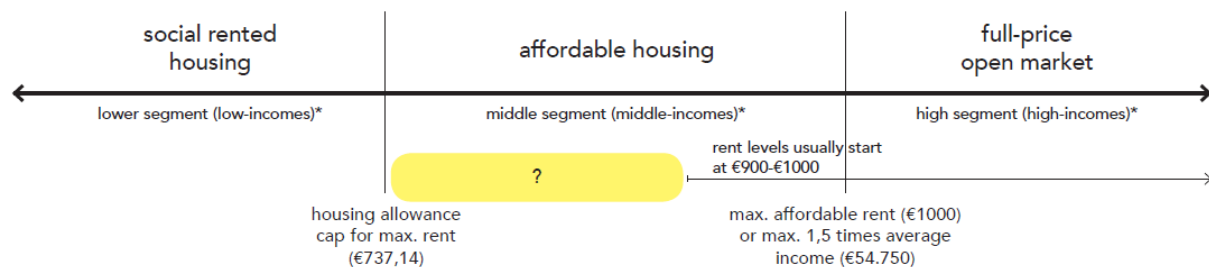 social rented
housing
affordable housing
full-price
open market
lower segment (low-incomes)*
middle segment (middle-incomes)*
high segment (high-incomes)*
rent levels usually start
at €900-€1000
?
housing allowance
cap for max. rent
(€737,14)
max. affordable rent (€1000)
or max. 1,5 times average
income (€54.750)